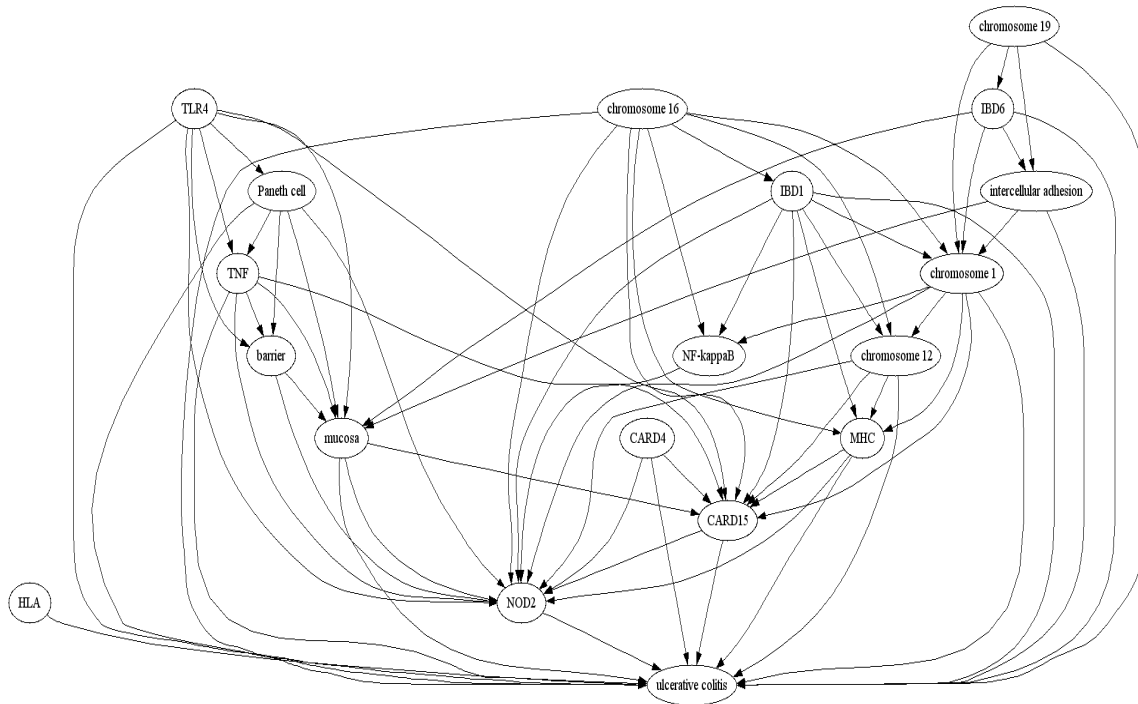 chromosome 19
TLR4
chromosome 16
IBD6
Paneth cell
IBD1
intercellular adhesion
TNF
chromosome 1
barrier
NF-kappaB
chromosome 12
mucosa
CARD4
MHC
CARD15
HLA
NOD2
ulcerative colitis